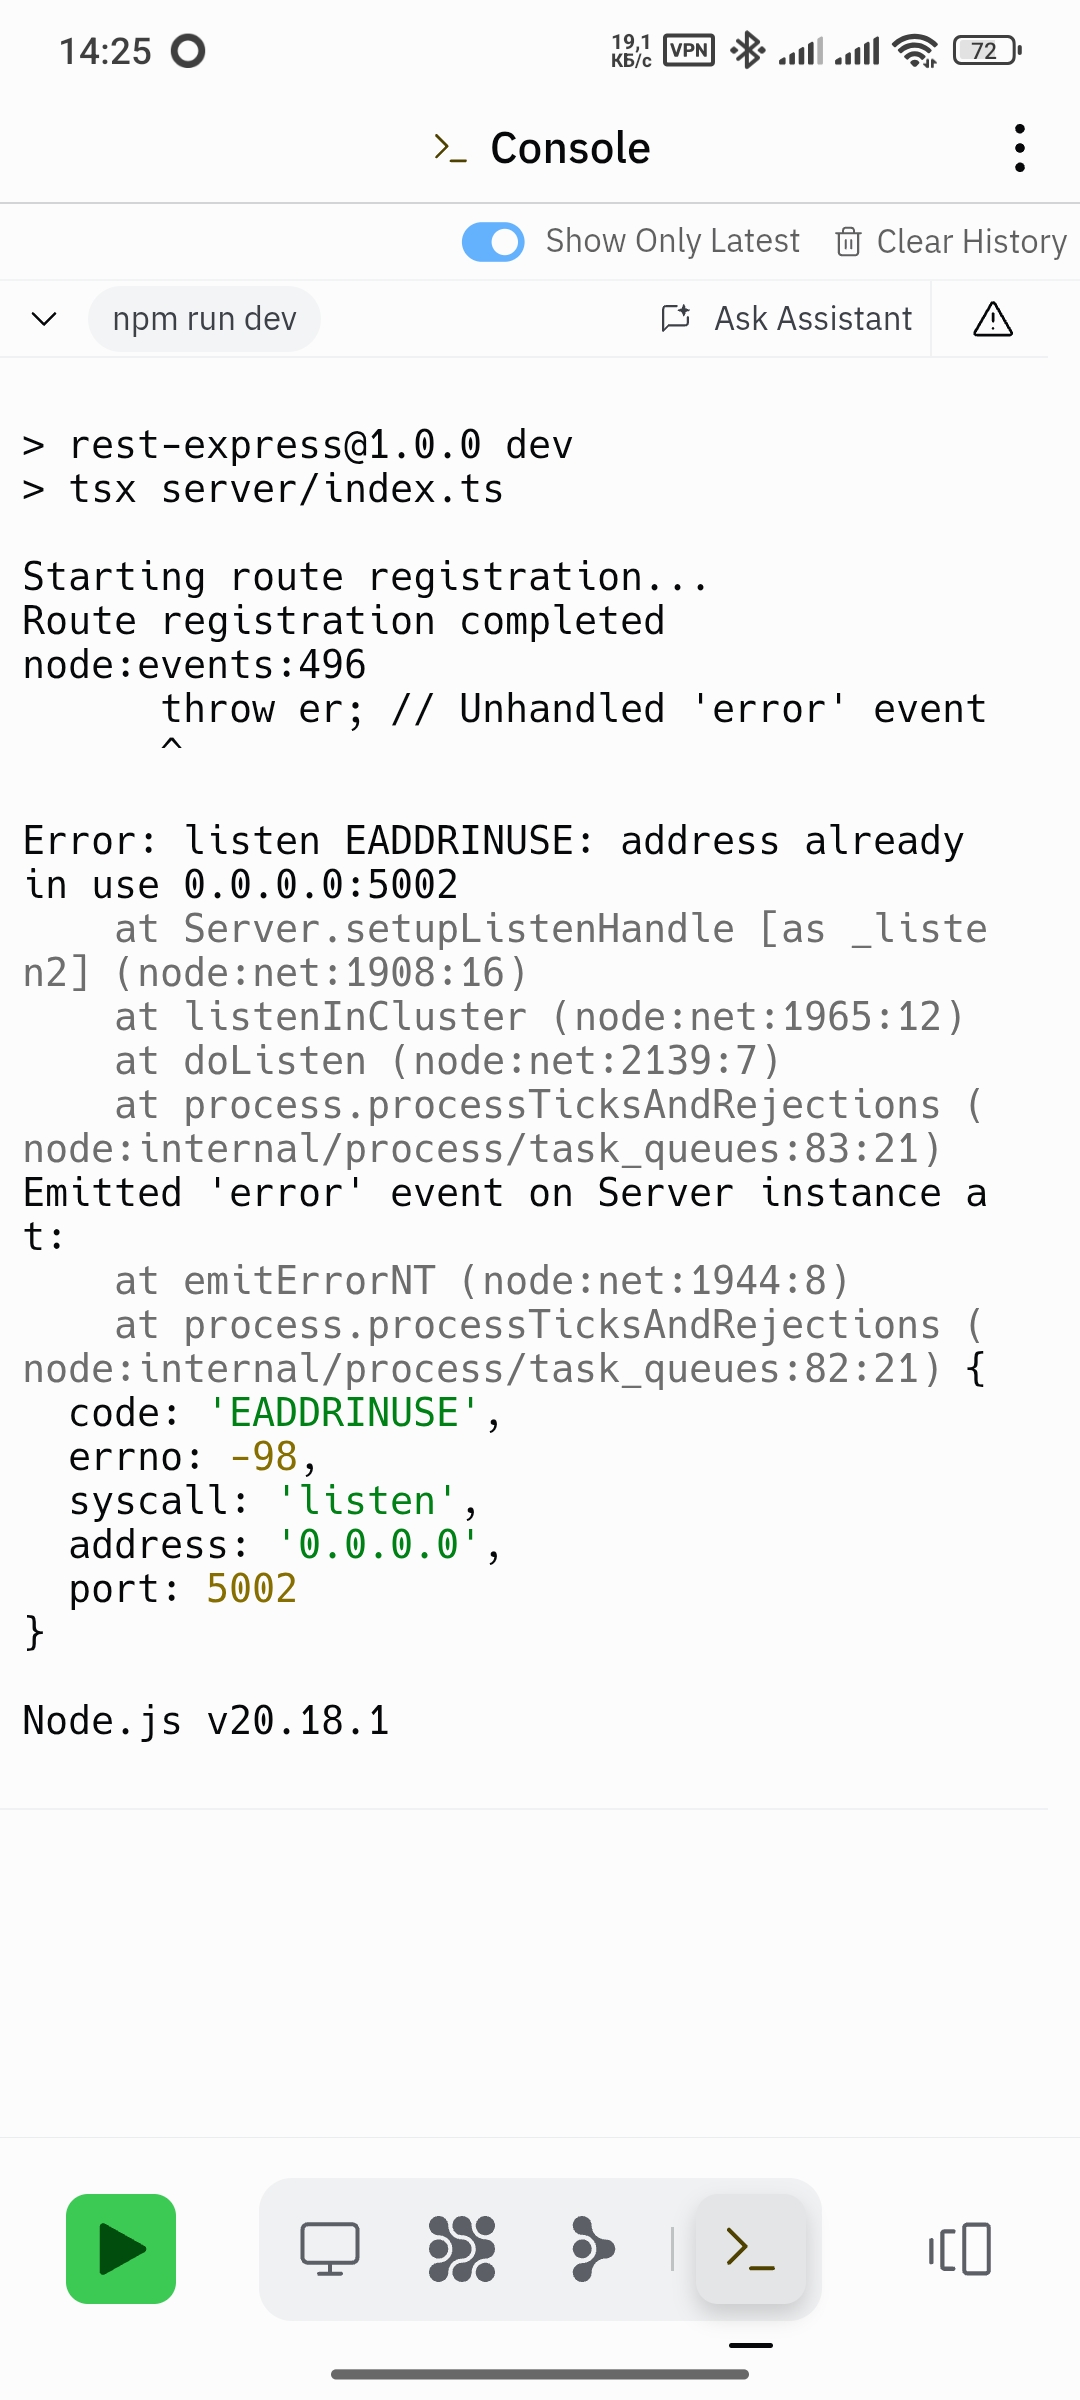 14:25 19,1 КБ/с VPN 72
>_ Console
Show Only Latest Clear History
npm run dev Ask Assistant
> rest-express@1.0.0 dev
> tsx server/index.ts
Starting route registration...
Route registration completed
node:events:496
      throw er; // Unhandled 'error' event
      ^
Error: listen EADDRINUSE: address already
in use 0.0.0.0:5002
    at Server.setupListenHandle [as _liste
n2] (node:net:1908:16)
    at listenInCluster (node:net:1965:12)
    at doListen (node:net:2139:7)
    at process.processTicksAndRejections (
node:internal/process/task_queues:83:21)
Emitted 'error' event on Server instance a
t:
    at emitErrorNT (node:net:1944:8)
    at process.processTicksAndRejections (
node:internal/process/task_queues:82:21) {
  code: 'EADDRINUSE',
  errno: -98,
  syscall: 'listen',
  address: '0.0.0.0',
  port: 5002
}
Node.js v20.18.1